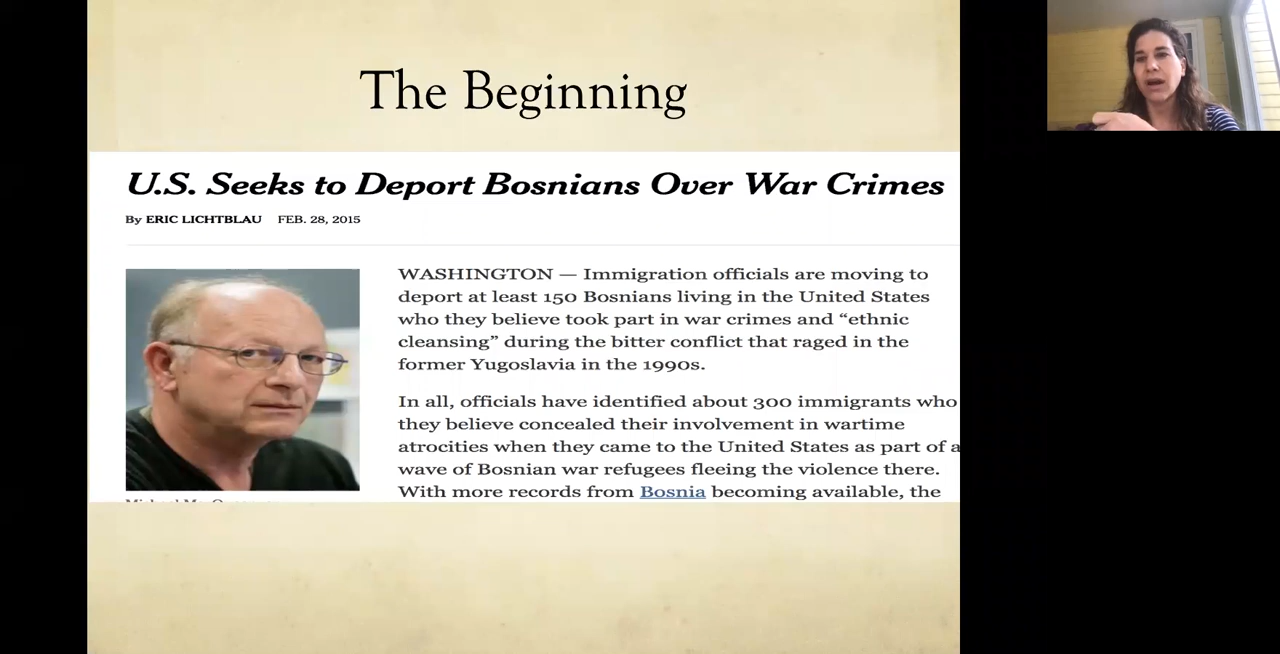 The Beginning
U.S. Seeks to Deport Bosnians Over War Crimes
By ERIC LICHTBLAU FEB. 28, 2015
WASHINGTON — Immigration officials are moving to
deport at least 150 Bosnians living in the United States
who they believe took part in war crimes and “ethnic
cleansing” during the bitter conflict that raged in the
former Yugoslavia in the 1990s.
In all, officials have identified about 300 immigrants who
they believe concealed their involvement in wartime
atrocities when they came to the United States as part of a
wave of Bosnian war refugees fleeing the violence there.
With more records from Bosnia becoming available, the